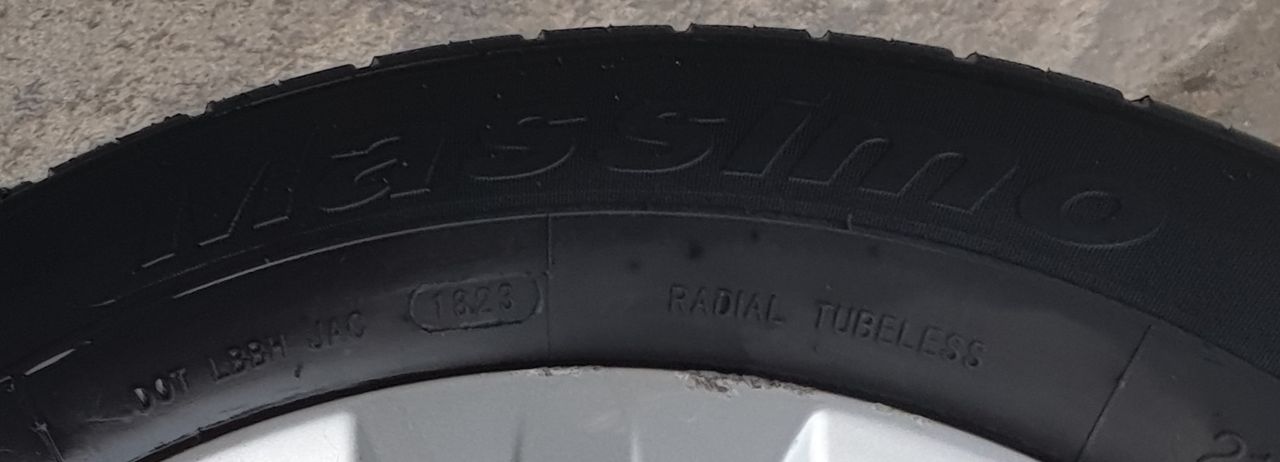 Massimo
DOT LBBH JAC 1823
RADIAL TUBELESS